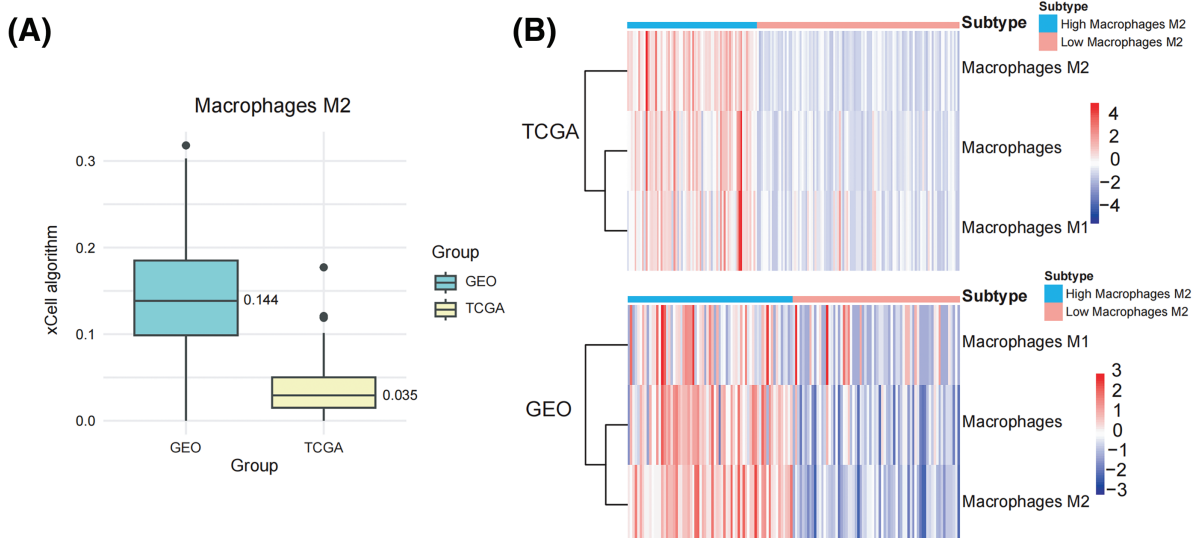 (A)
Macrophages M2
xCell algorithm
0.3
0.2
0.1
0.0
0.144
0.035
GEO
TCGA
Group
Group
GEO
TCGA
(B)
Subtype
Subtype
High Macrophages M2
Low Macrophages M2
TCGA
Macrophages M2
Macrophages
Macrophages M1
4
2
0
−2
−4
Subtype
Subtype
High Macrophages M2
Low Macrophages M2
GEO
Macrophages M1
Macrophages
Macrophages M2
3
2
1
0
−1
−2
−3